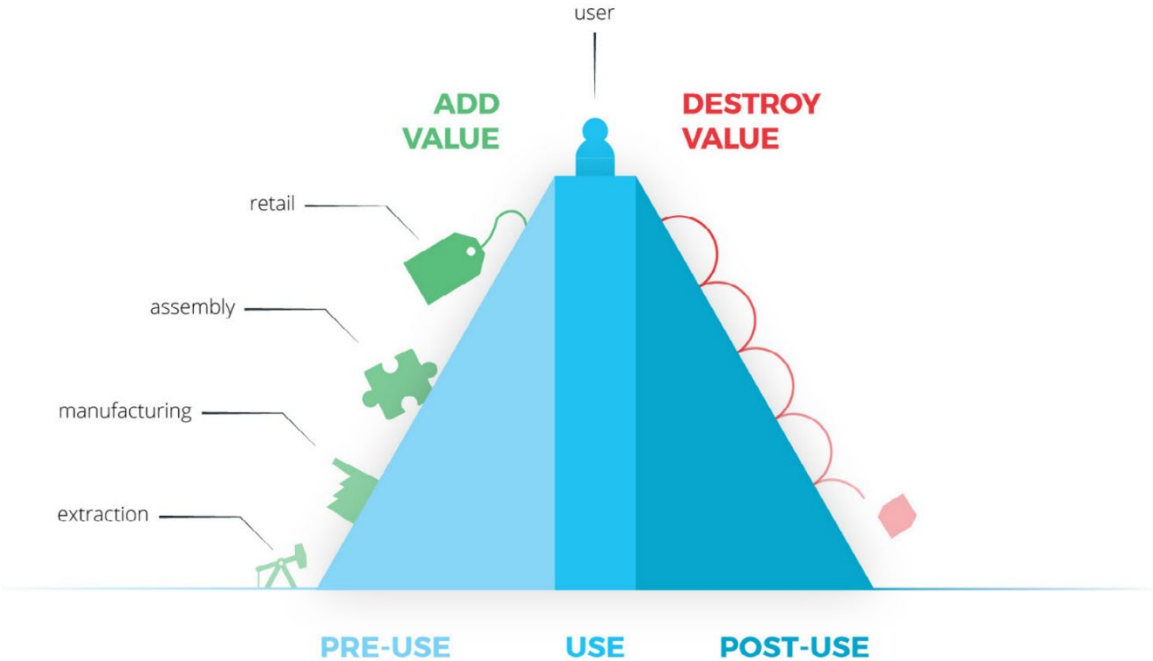 user
ADD
VALUE
DESTROY
VALUE
retail
assembly
manufacturing
extraction
PRE-USE
USE
POST-USE